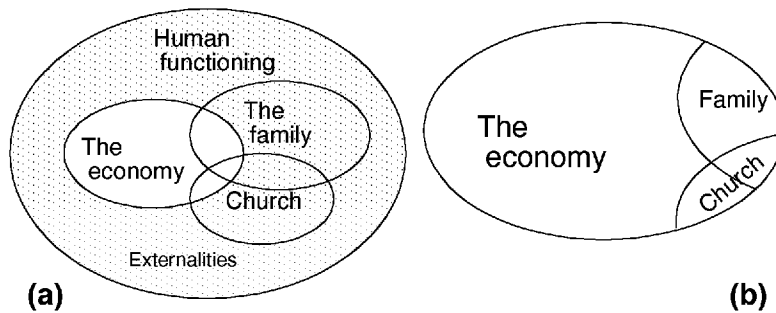 Human
functioning
The
economy
The
family
Church
Externalities
(a)
The
economy
Family
Church
(b)